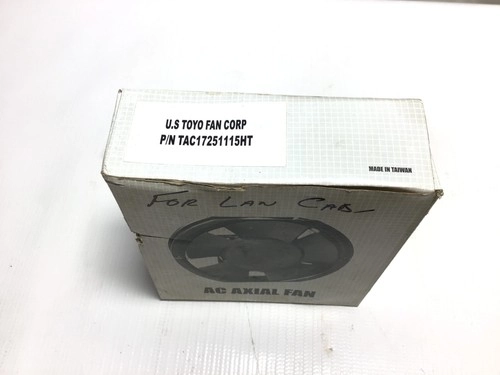 U.S TOYO FAN CORP
P/N TAC17251115HT
MADE IN TAIWAN
FOR LAN CAB-
AC AXIAL FAN